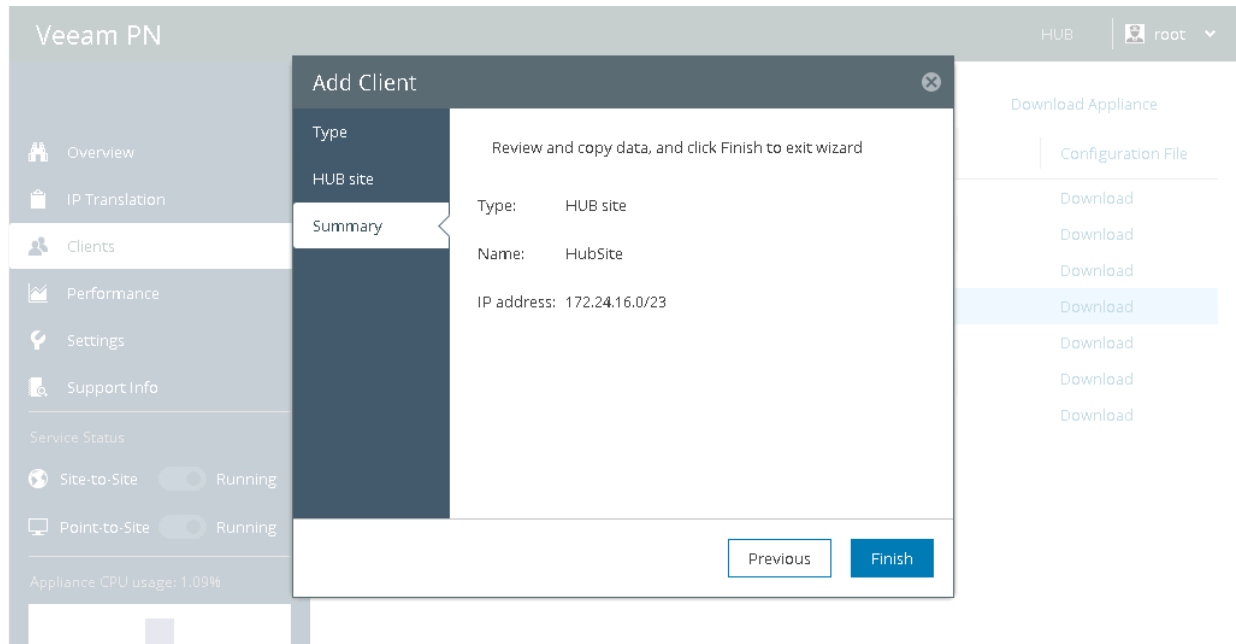 Veeam PN
HUB
root
Add Client
Download Appliance
Type
HUB site
Summary
Review and copy data, and click Finish to exit wizard
Type: HUB site
Name: HubSite
IP address: 172.24.16.0/23
Previous
Finish
Overview
IP Translation
Clients
Performance
Settings
Support Info
Service Status
Site-to-Site Running
Point-to-Site Running
Appliance CPU usage: 1.09%
Configuration File
Download
Download
Download
Download
Download
Download
Download